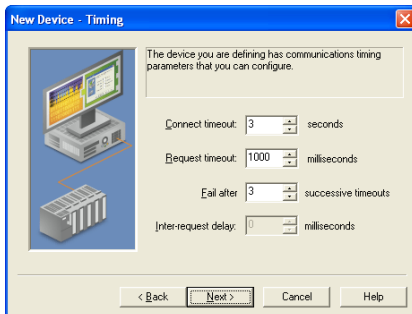 New Device - Timing
The device you are defining has communications timing
parameters that you can configure.
Connect timeout: 3 seconds
Request timeout: 1000 milliseconds
Fail after 3 successive timeouts
Inter-request delay: 0 milliseconds
< Back Next > Cancel Help